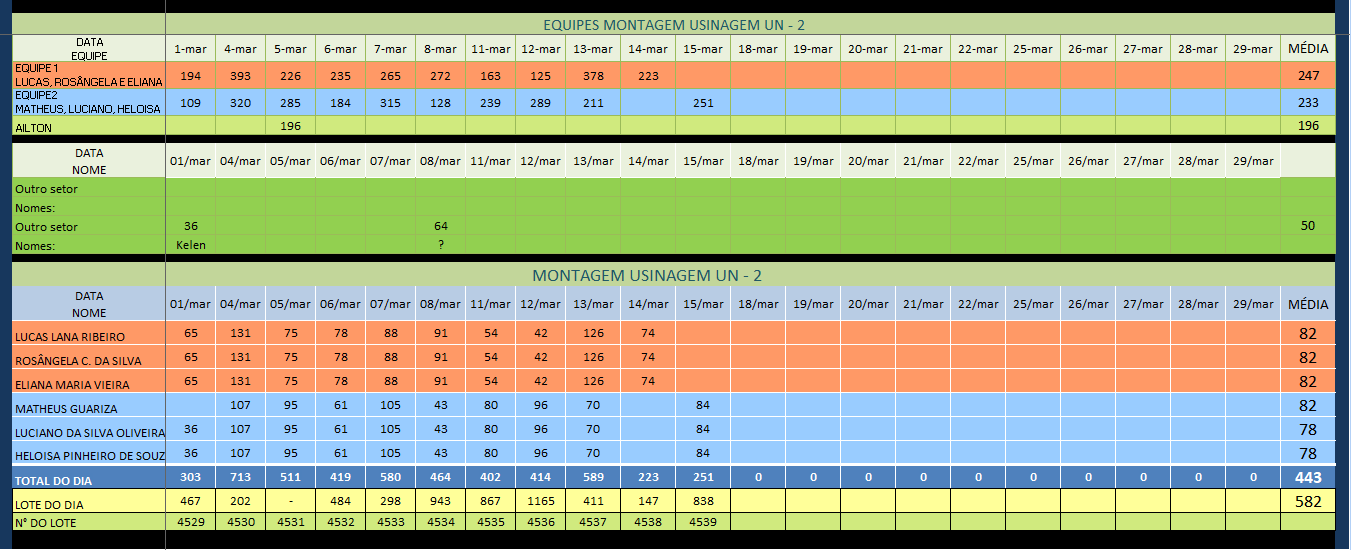 EQUIPES MONTAGEM USINAGEM UN - 2
DATA
EQUIPE 1-mar 4-mar 5-mar 6-mar 7-mar 8-mar 11-mar 12-mar 13-mar 14-mar 15-mar 18-mar 19-mar 20-mar 21-mar 22-mar 25-mar 26-mar 27-mar 28-mar 29-mar MÉDIA
EQUIPE 1
LUCAS, ROSÂNGELA E ELIANA 194 393 226 235 265 272 163 125 378 223 247
EQUIPE2
MATHEUS, LUCIANO, HELOISA 109 320 285 184 315 128 239 289 211 251 233
AILTON 196 196
DATA
NOME 01/mar 04/mar 05/mar 06/mar 07/mar 08/mar 11/mar 12/mar 13/mar 14/mar 15/mar 18/mar 19/mar 20/mar 21/mar 22/mar 25/mar 26/mar 27/mar 28/mar 29/mar
Outro setor
Nomes:
Outro setor 36 64 50
Nomes: Kelen ?
MONTAGEM USINAGEM UN - 2
DATA
NOME 01/mar 04/mar 05/mar 06/mar 07/mar 08/mar 11/mar 12/mar 13/mar 14/mar 15/mar 18/mar 19/mar 20/mar 21/mar 22/mar 25/mar 26/mar 27/mar 28/mar 29/mar MÉDIA
LUCAS LANA RIBEIRO 65 131 75 78 88 91 54 42 126 74 82
ROSÂNGELA C. DA SILVA 65 131 75 78 88 91 54 42 126 74 82
ELIANA MARIA VIEIRA 65 131 75 78 88 91 54 42 126 74 82
MATHEUS GUARIZA 107 95 61 105 43 80 96 70 84 82
LUCIANO DA SILVA OLIVEIRA 36 107 95 61 105 43 80 96 70 84 78
HELOISA PINHEIRO DE SOUZ 36 107 95 61 105 43 80 96 70 84 78
TOTAL DO DIA 303 713 511 419 580 464 402 414 589 223 251 0 0 0 0 0 0 0 0 0 0 443
LOTE DO DIA 467 202 - 484 298 943 867 1165 411 147 838 582
N° DO LOTE 4529 4530 4531 4532 4533 4534 4535 4536 4537 4538 4539